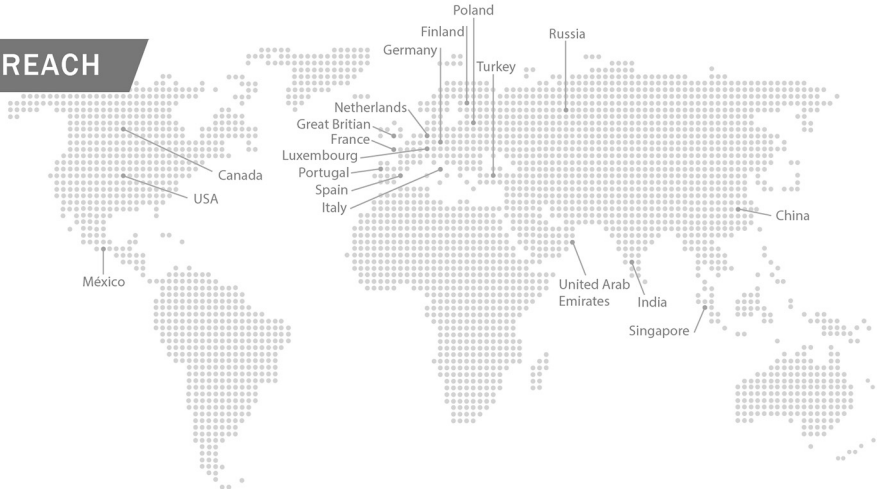 REACH
Poland
Finland
Russia
Germany
Turkey
Netherlands
Great Britian
France
Luxembourg
Portugal
Spain
Italy
Canada
USA
México
China
United Arab
Emirates
India
Singapore